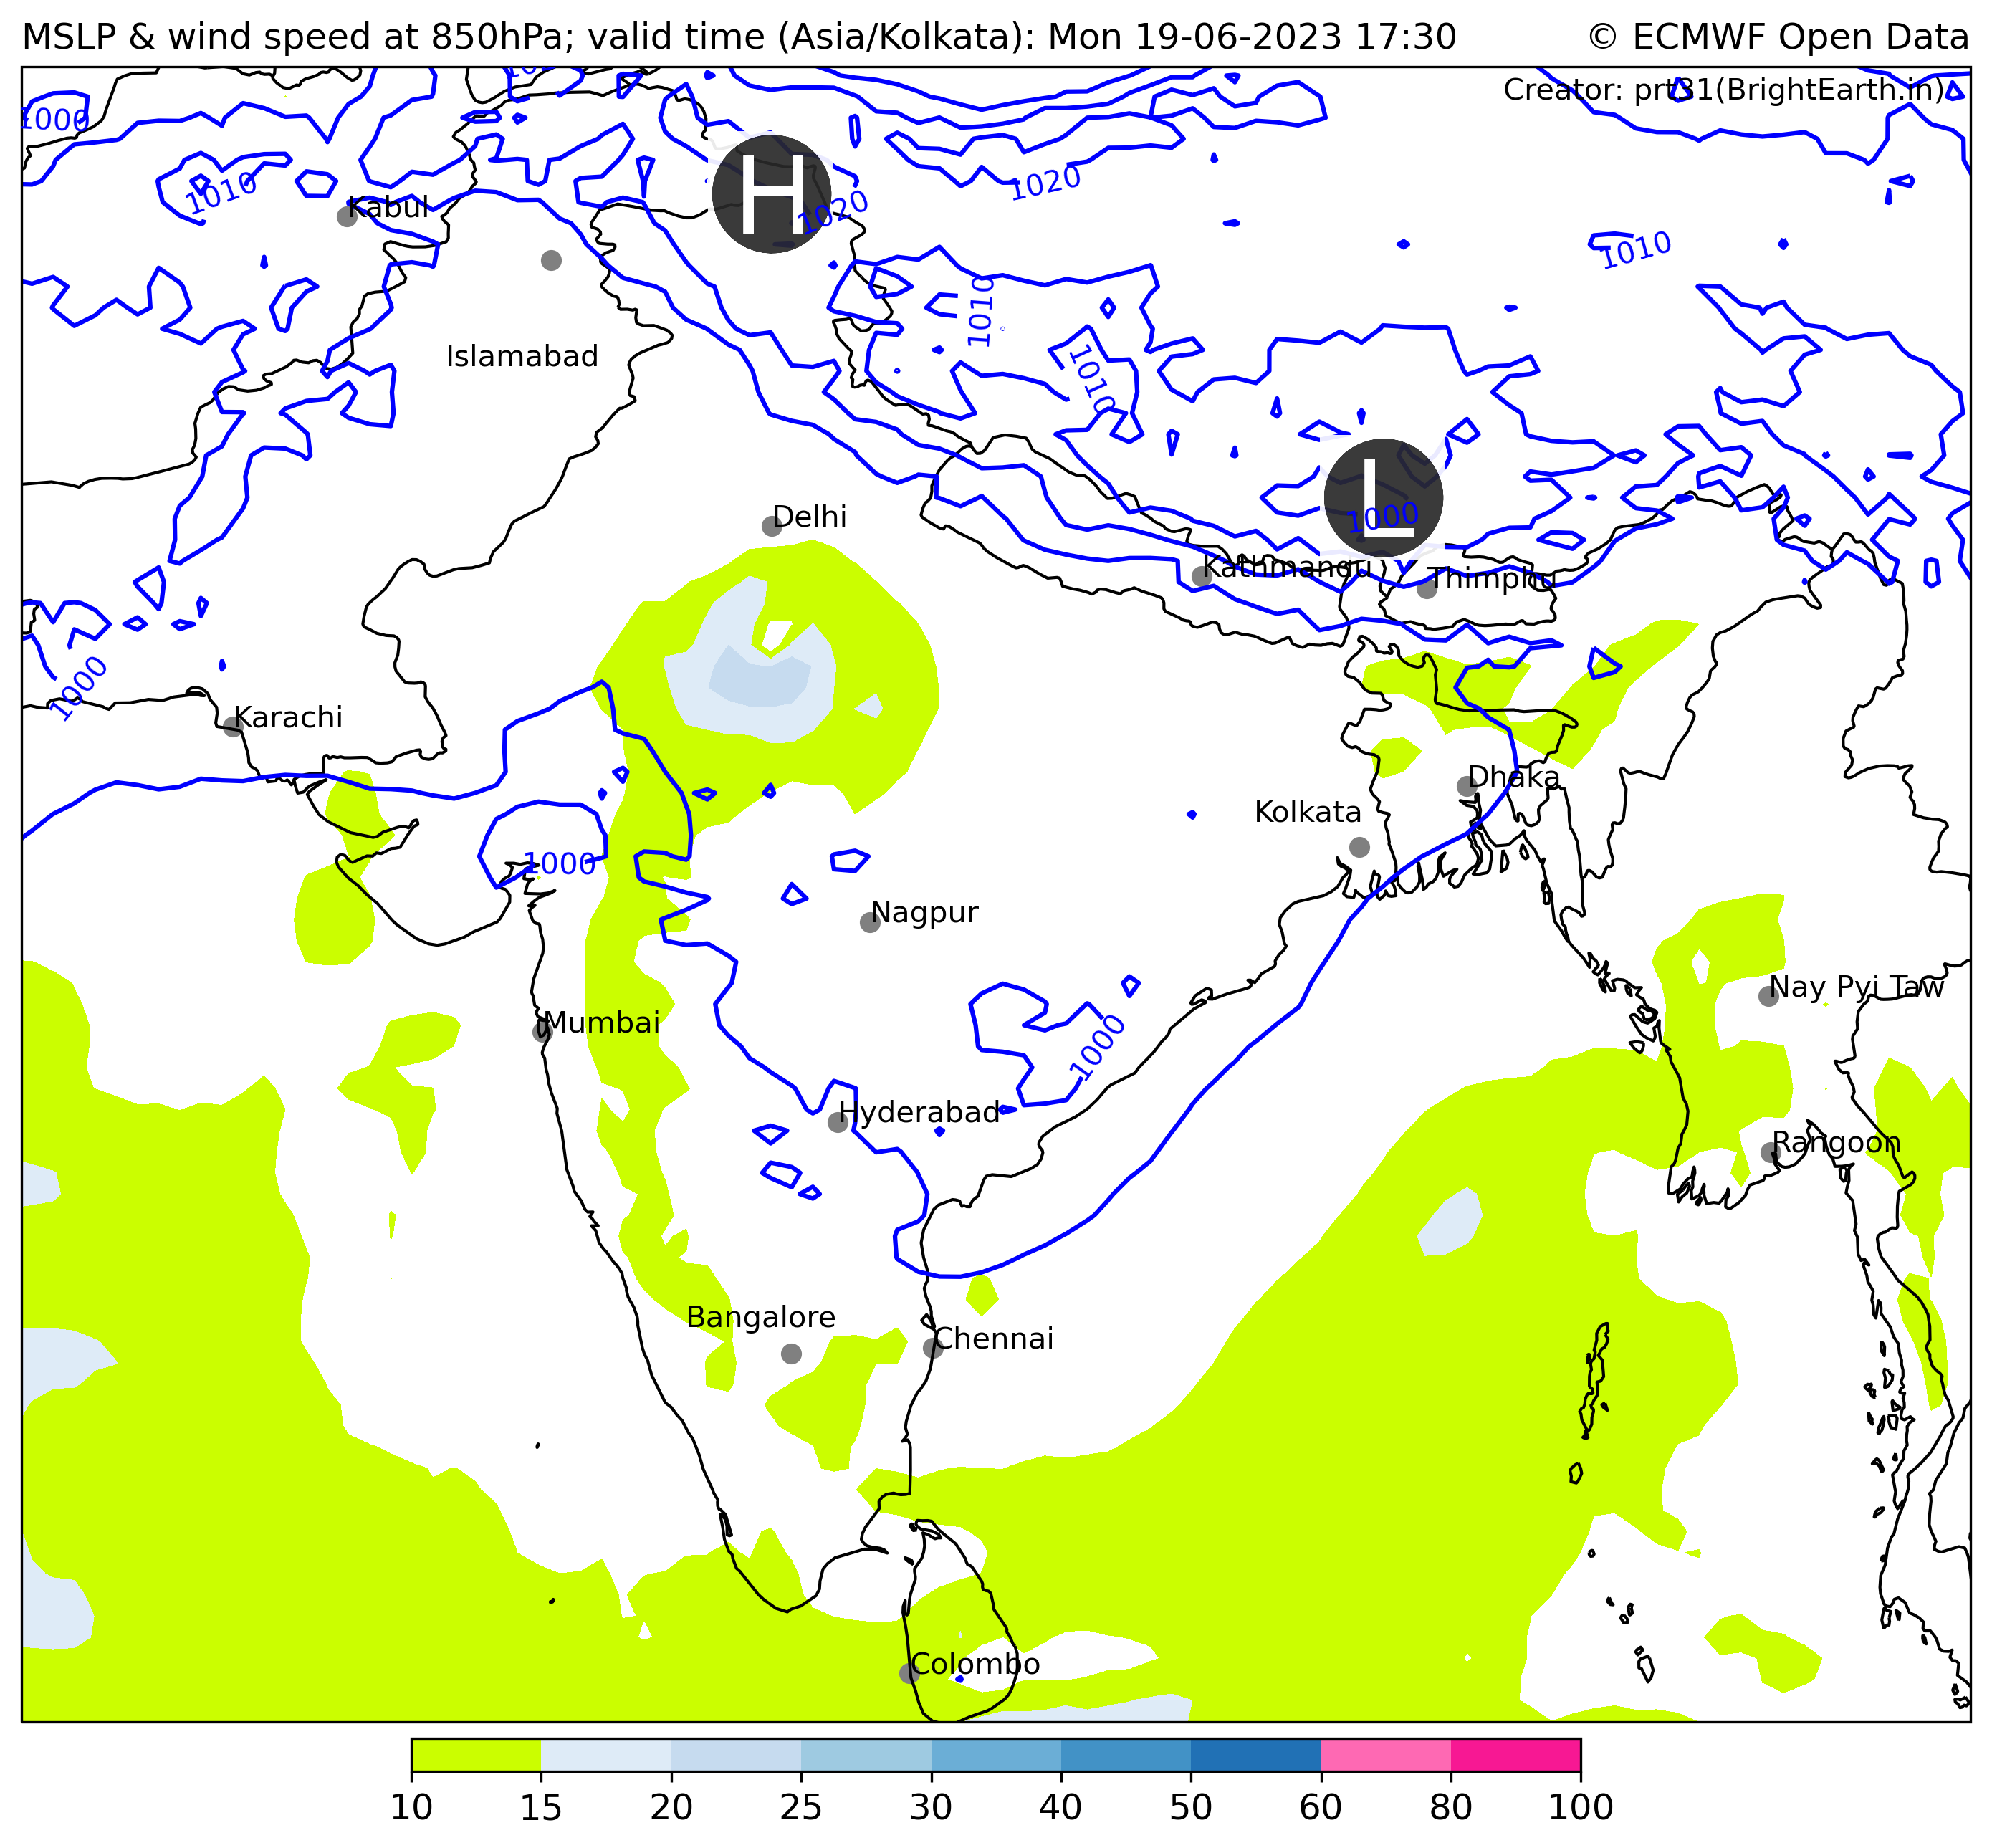 MSLP & wind speed at 850hPa; valid time (Asia/Kolkata): Mon 19-06-2023 17:30
© ECMWF Open Data
Creator: prt31(BrightEarth.in)
1000
1010
Kabul
H
1020
1020
1010
1010
Islamabad
1010
Delhi
L
1000
Kathmandu
Thimphu
1000
Karachi
Dhaka
Kolkata
1000
Nagpur
Nay Pyi Taw
Mumbai
1000
Hyderabad
Rangoon
Bangalore
Chennai
Colombo
10 15 20 25 30 40 50 60 80 100